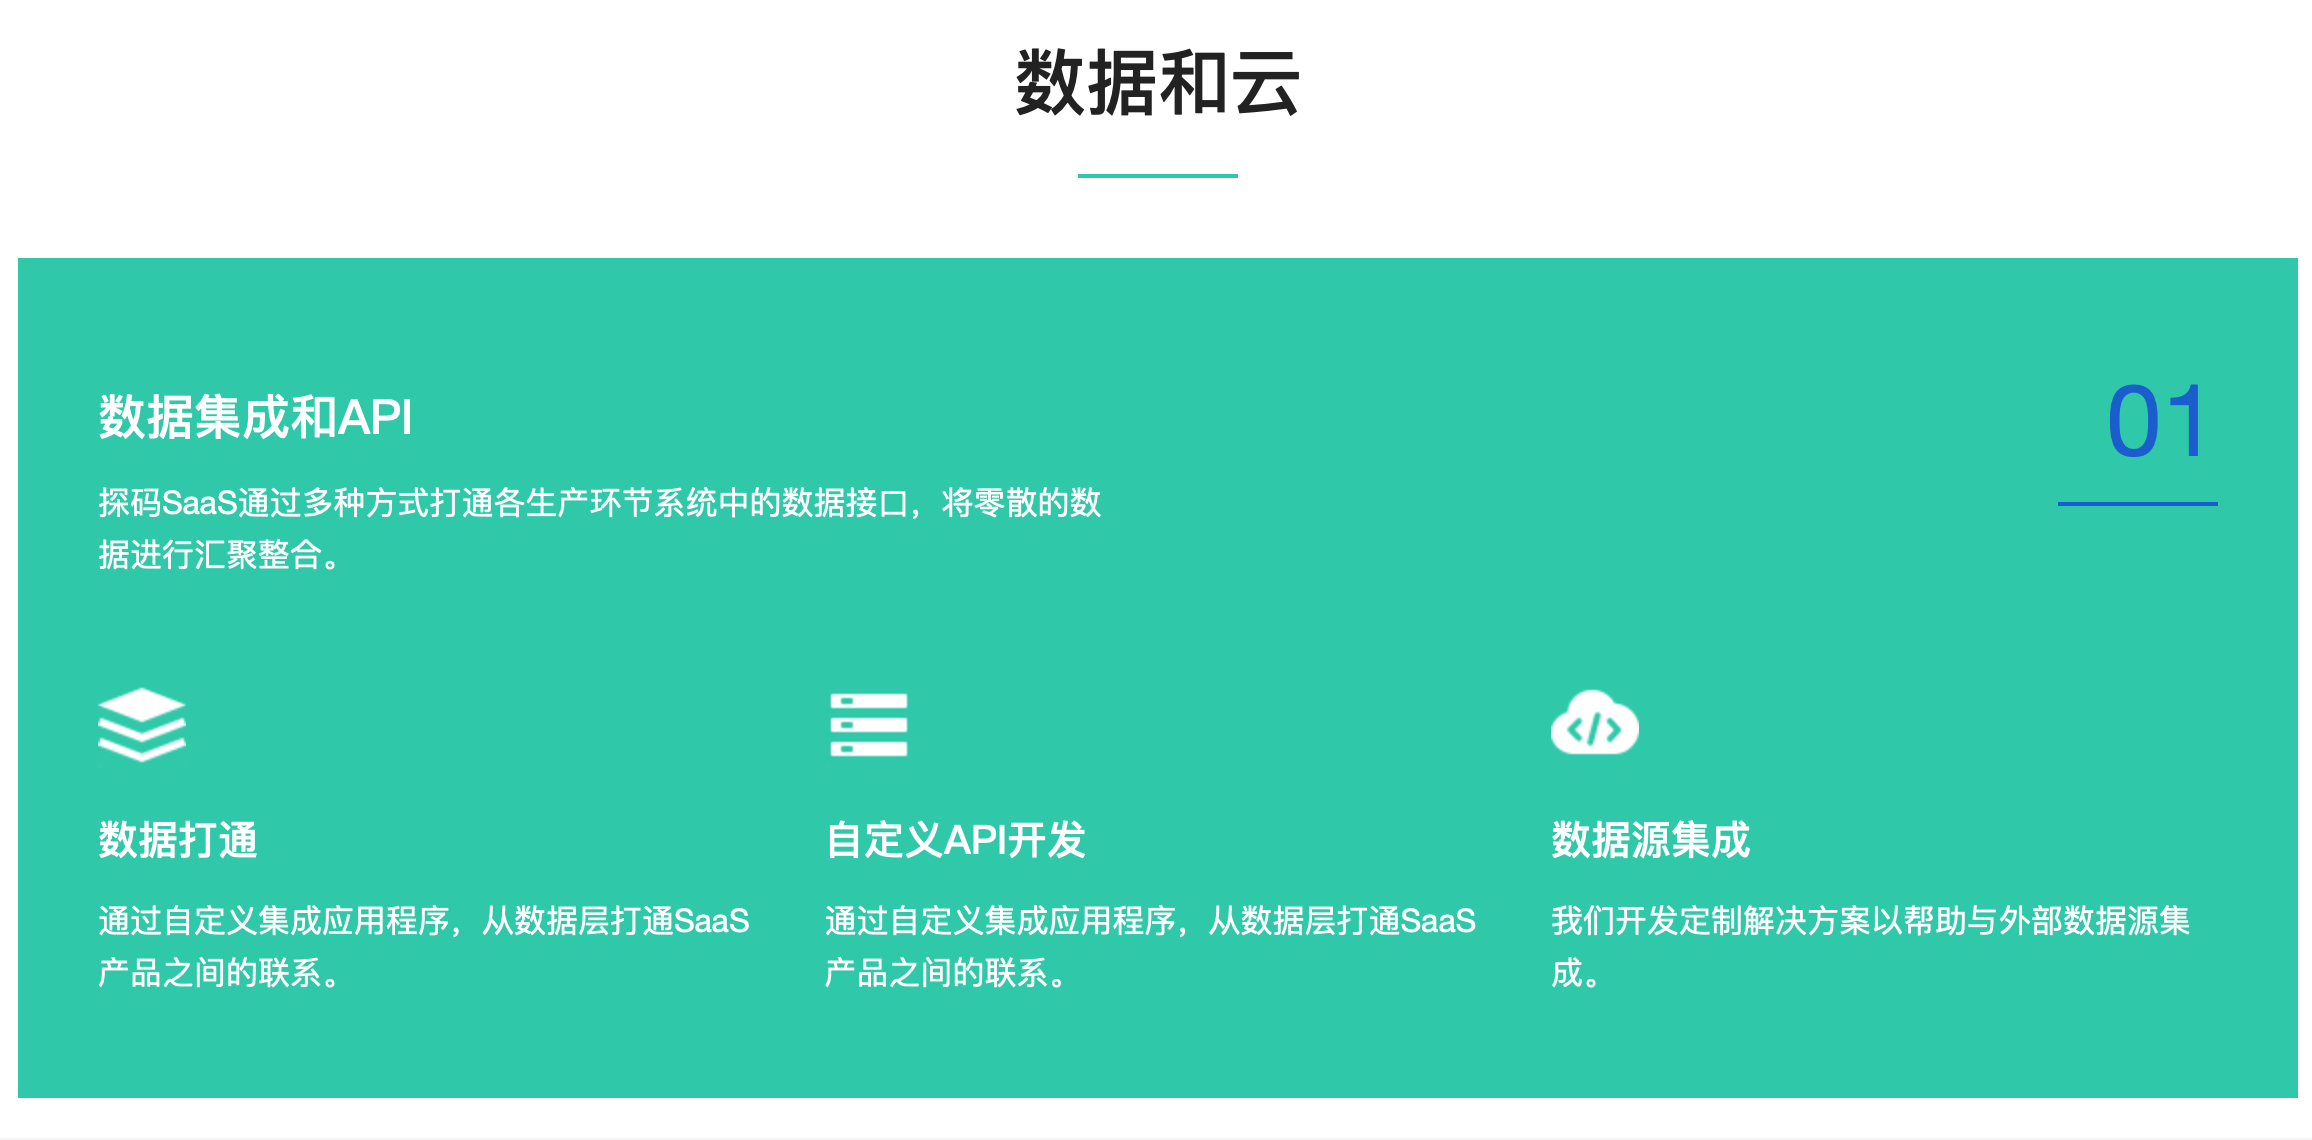 数据和云
数据集成和API
01
探码SaaS通过多种方式打通各生产环节系统中的数据接口，将零散的数
据进行汇聚整合。
数据打通
通过自定义集成应用程序，从数据层打通SaaS
产品之间的联系。
自定义API开发
通过自定义集成应用程序，从数据层打通SaaS
产品之间的联系。
数据源集成
我们开发定制解决方案以帮助与外部数据源集
成。